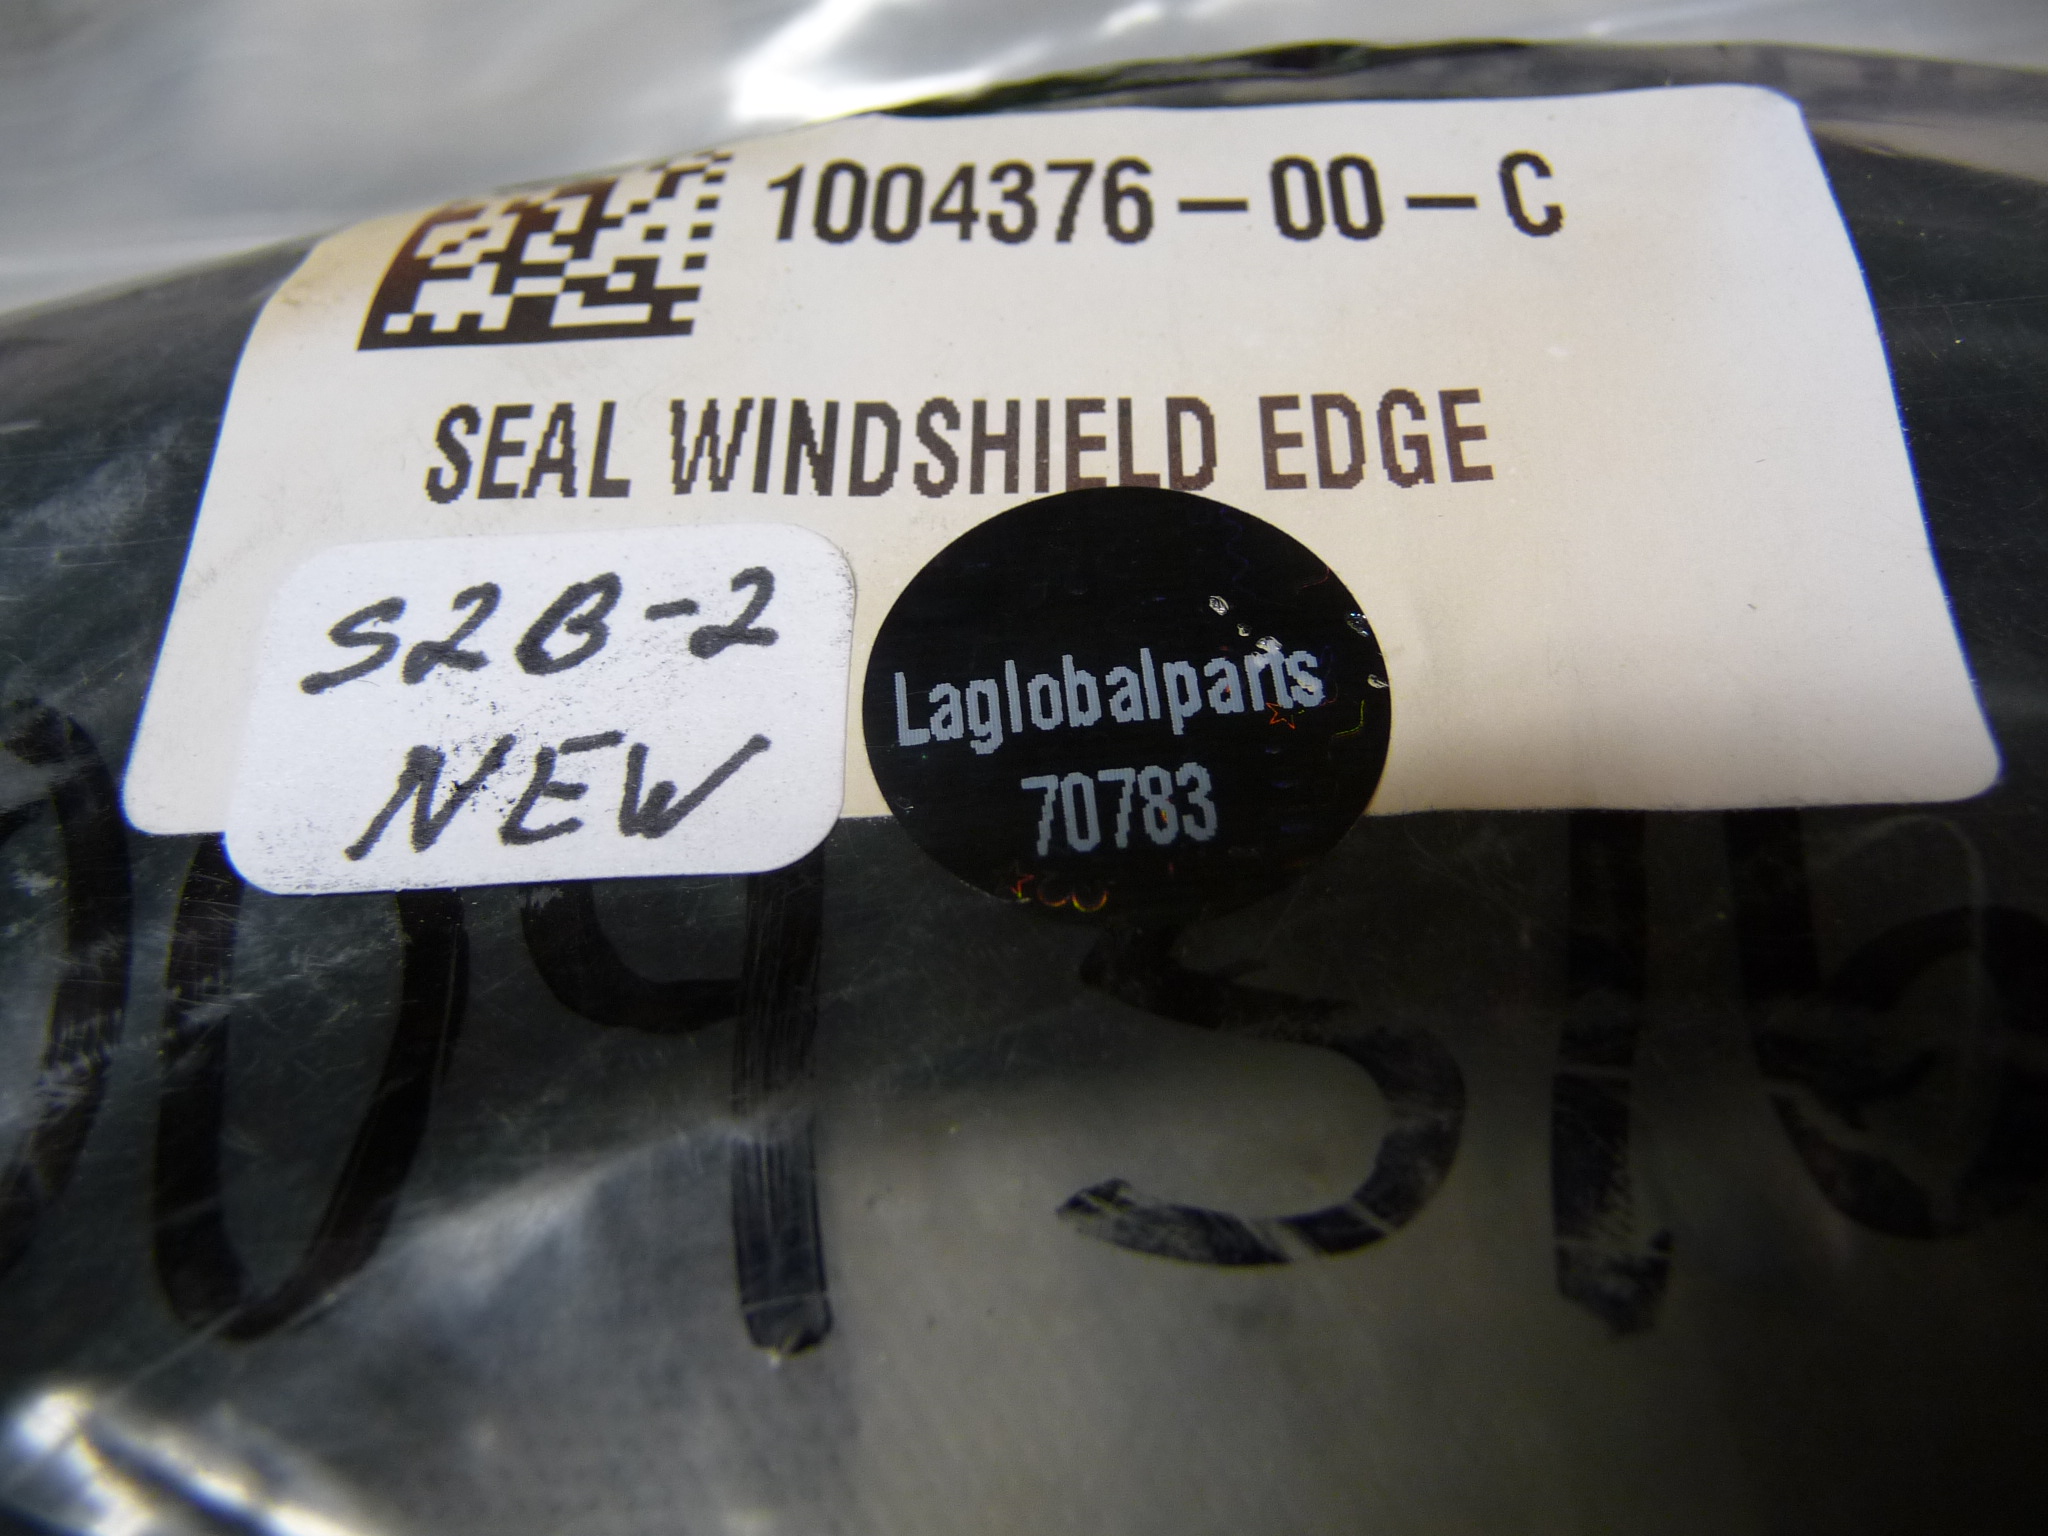 1004376-00-C
SEAL WINDSHIELD EDGE
S2B-2
NEW
Laglobalparts
70783